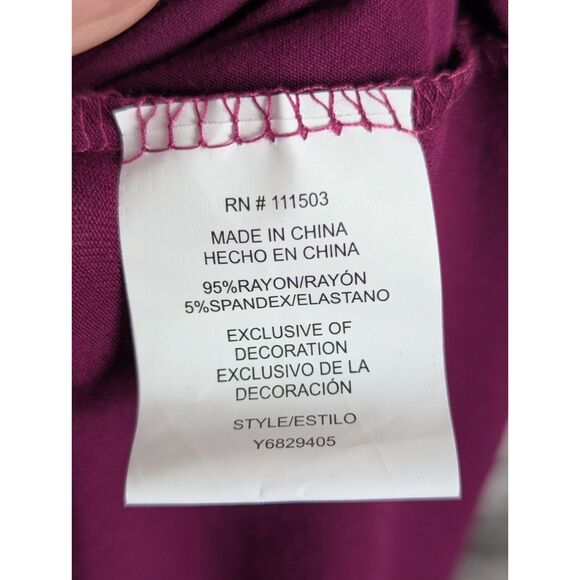 RN # 111503
MADE IN CHINA
HECHO EN CHINA
95%RAYON/RAYÓN
5%SPANDEX/ELASTANO
EXCLUSIVE OF
DECORATION
EXCLUSIVO DE LA
DECORACIÓN
STYLE/ESTILO
Y6829405